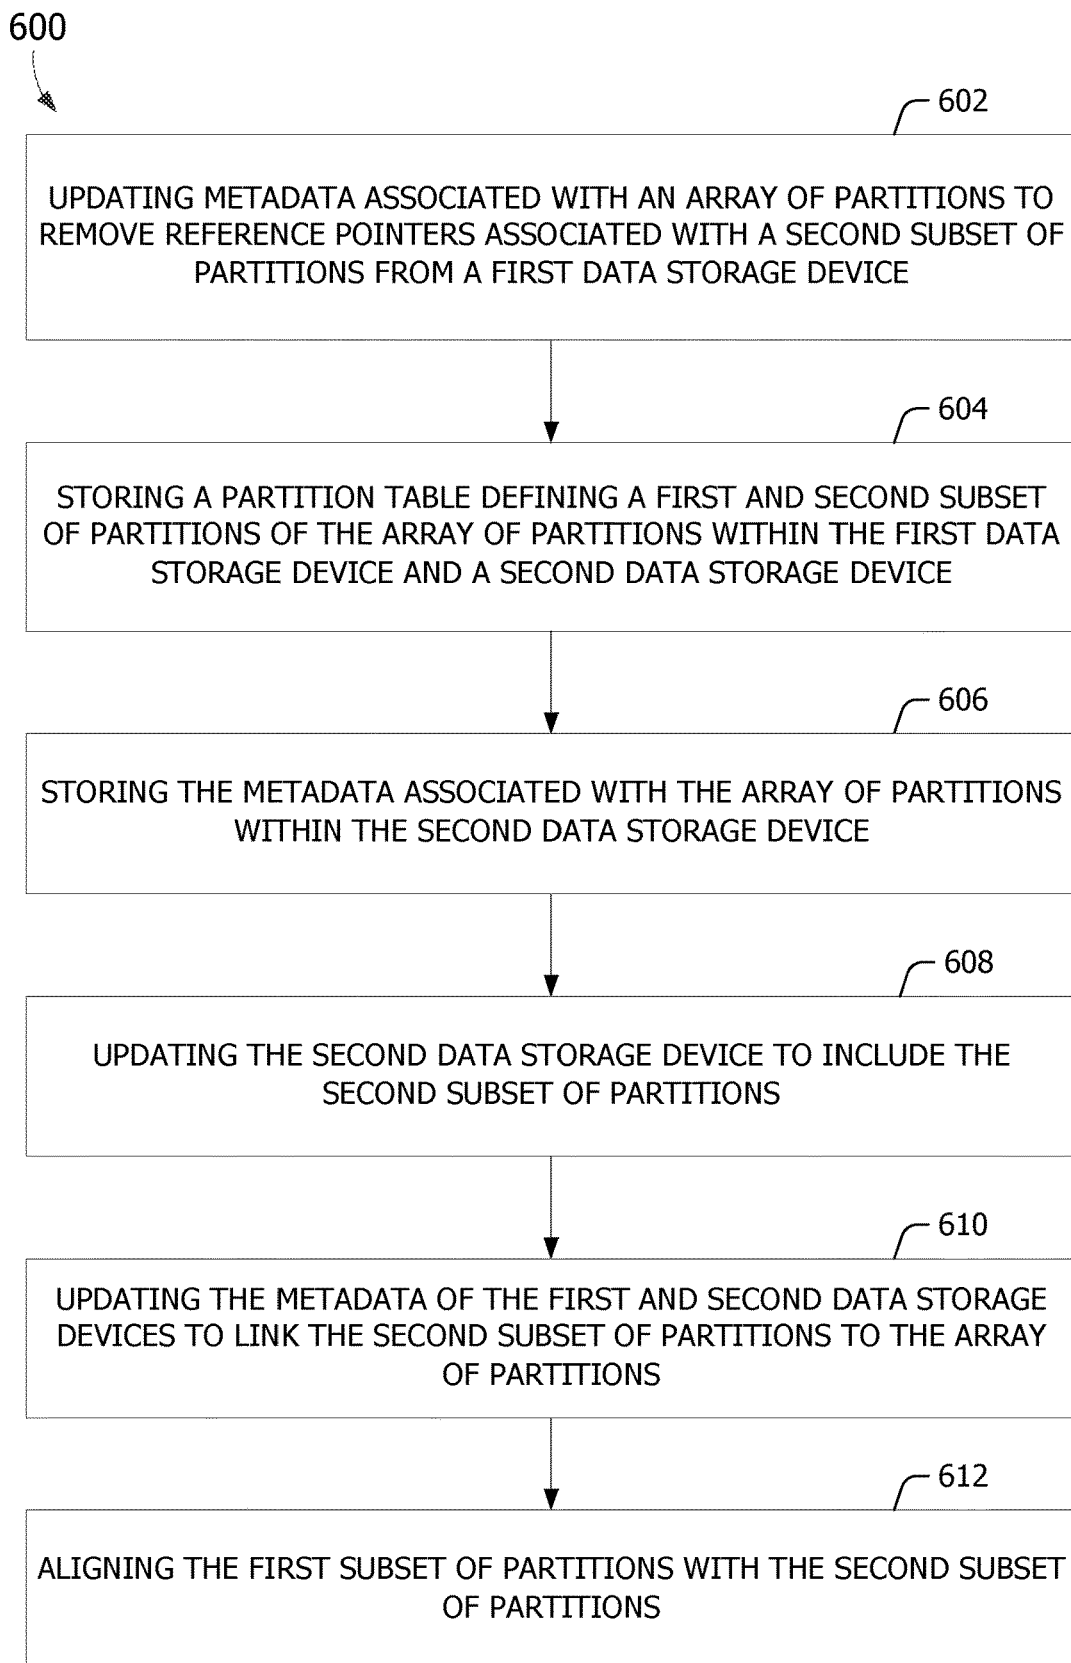 600
602
UPDATING METADATA ASSOCIATED WITH AN ARRAY OF PARTITIONS TO
REMOVE REFERENCE POINTERS ASSOCIATED WITH A SECOND SUBSET OF
PARTITIONS FROM A FIRST DATA STORAGE DEVICE
604
STORING A PARTITION TABLE DEFINING A FIRST AND SECOND SUBSET
OF PARTITIONS OF THE ARRAY OF PARTITIONS WITHIN THE FIRST DATA
STORAGE DEVICE AND A SECOND DATA STORAGE DEVICE
606
STORING THE METADATA ASSOCIATED WITH THE ARRAY OF PARTITIONS
WITHIN THE SECOND DATA STORAGE DEVICE
608
UPDATING THE SECOND DATA STORAGE DEVICE TO INCLUDE THE
SECOND SUBSET OF PARTITIONS
610
UPDATING THE METADATA OF THE FIRST AND SECOND DATA STORAGE
DEVICES TO LINK THE SECOND SUBSET OF PARTITIONS TO THE ARRAY
OF PARTITIONS
612
ALIGNING THE FIRST SUBSET OF PARTITIONS WITH THE SECOND SUBSET
OF PARTITIONS